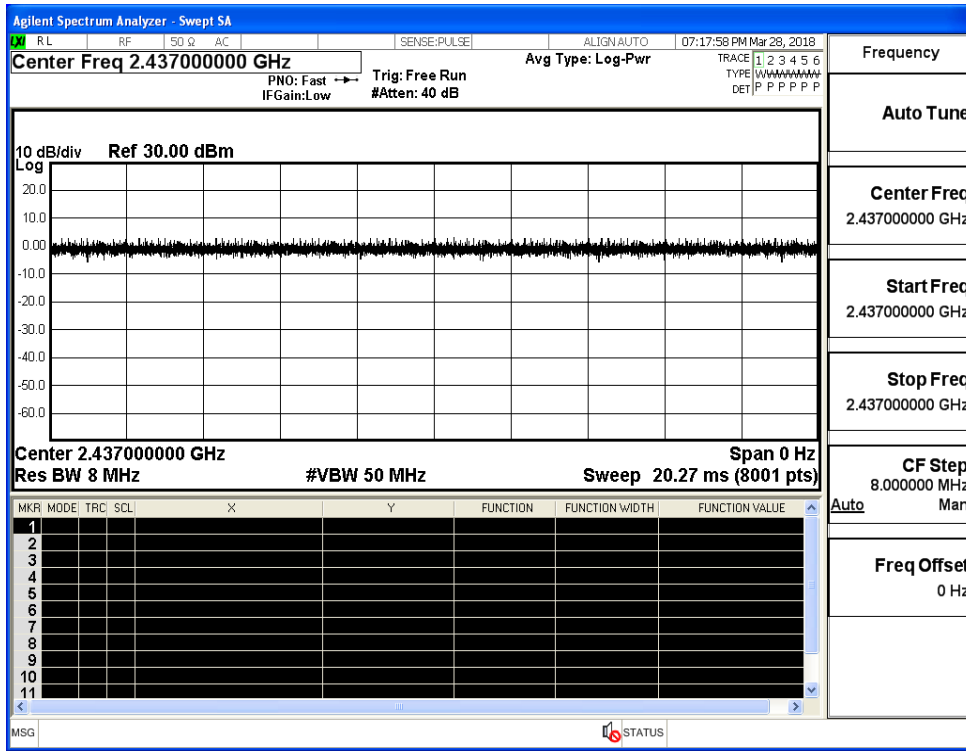 Agilent Spectrum Analyzer - Swept SA
LXI RL RF 50 Ω AC SENSE:PULSE ALIGN AUTO 07:17:58 PM Mar 28, 2018
Center Freq 2.437000000 GHz
Avg Type: Log-Pwr
TRACE 1 2 3 4 5 6
PNO: Fast Trig: Free Run
TYPE WWWWWW
IFGain:Low #Atten: 40 dB
DET P P P P P P
10 dB/div Ref 30.00 dBm
Log
20.0
10.0
0.00
-10.0
-20.0
-30.0
-40.0
-50.0
-60.0
Center 2.437000000 GHz Span 0 Hz
Res BW 8 MHz #VBW 50 MHz Sweep 20.27 ms (8001 pts)
MKR MODE TRC SCL X Y FUNCTION FUNCTION WIDTH FUNCTION VALUE
1
2
3
4
5
6
7
8
9
10
11
MSG STATUS
Frequency
Auto Tune
Center Freq
2.437000000 GHz
Start Freq
2.437000000 GHz
Stop Freq
2.437000000 GHz
CF Step
8.000000 MHz
Auto Man
Freq Offset
0 Hz